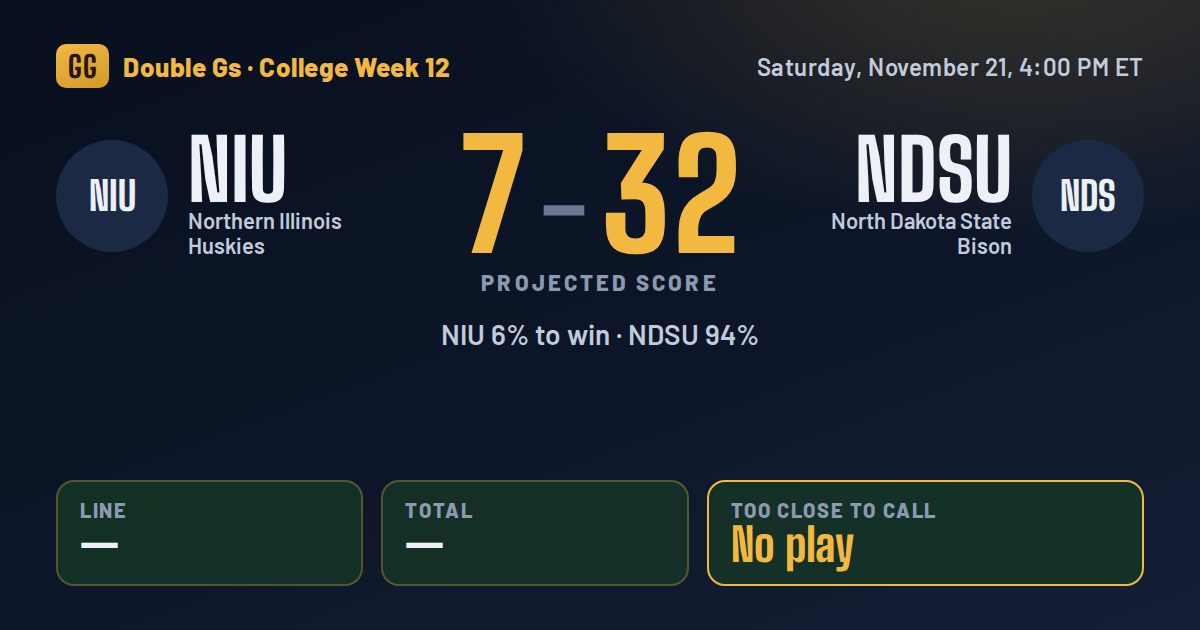 GG Double Gs · College Week 12
Saturday, November 21, 4:00 PM ET
NIU
NIU
Northern Illinois
Huskies
7 – 32
PROJECTED SCORE
NIU 6% to win · NDSU 94%
NDSU
North Dakota State
Bison
NDS
LINE
—
TOTAL
—
TOO CLOSE TO CALL
No play